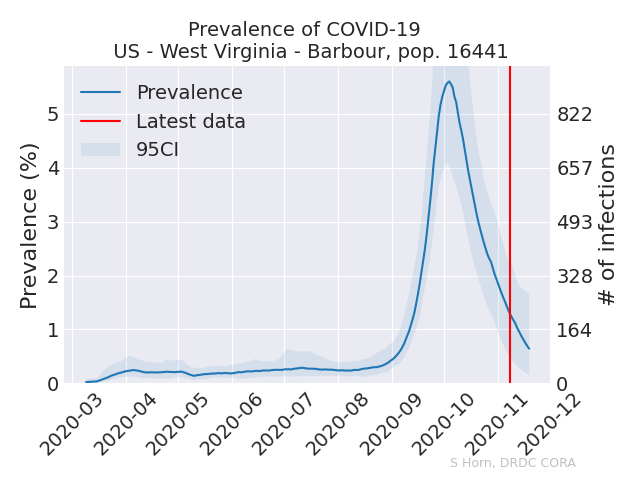 Prevalence of COVID-19
US - West Virginia - Barbour, pop. 16441
Prevalence
Latest data
95CI
Prevalence (%)
5
4
3
2
1
0
822
657
493
328
164
0
# of infections
2020-03
2020-04
2020-05
2020-06
2020-07
2020-08
2020-09
2020-10
2020-11
2020-12
S Horn, DRDC CORA